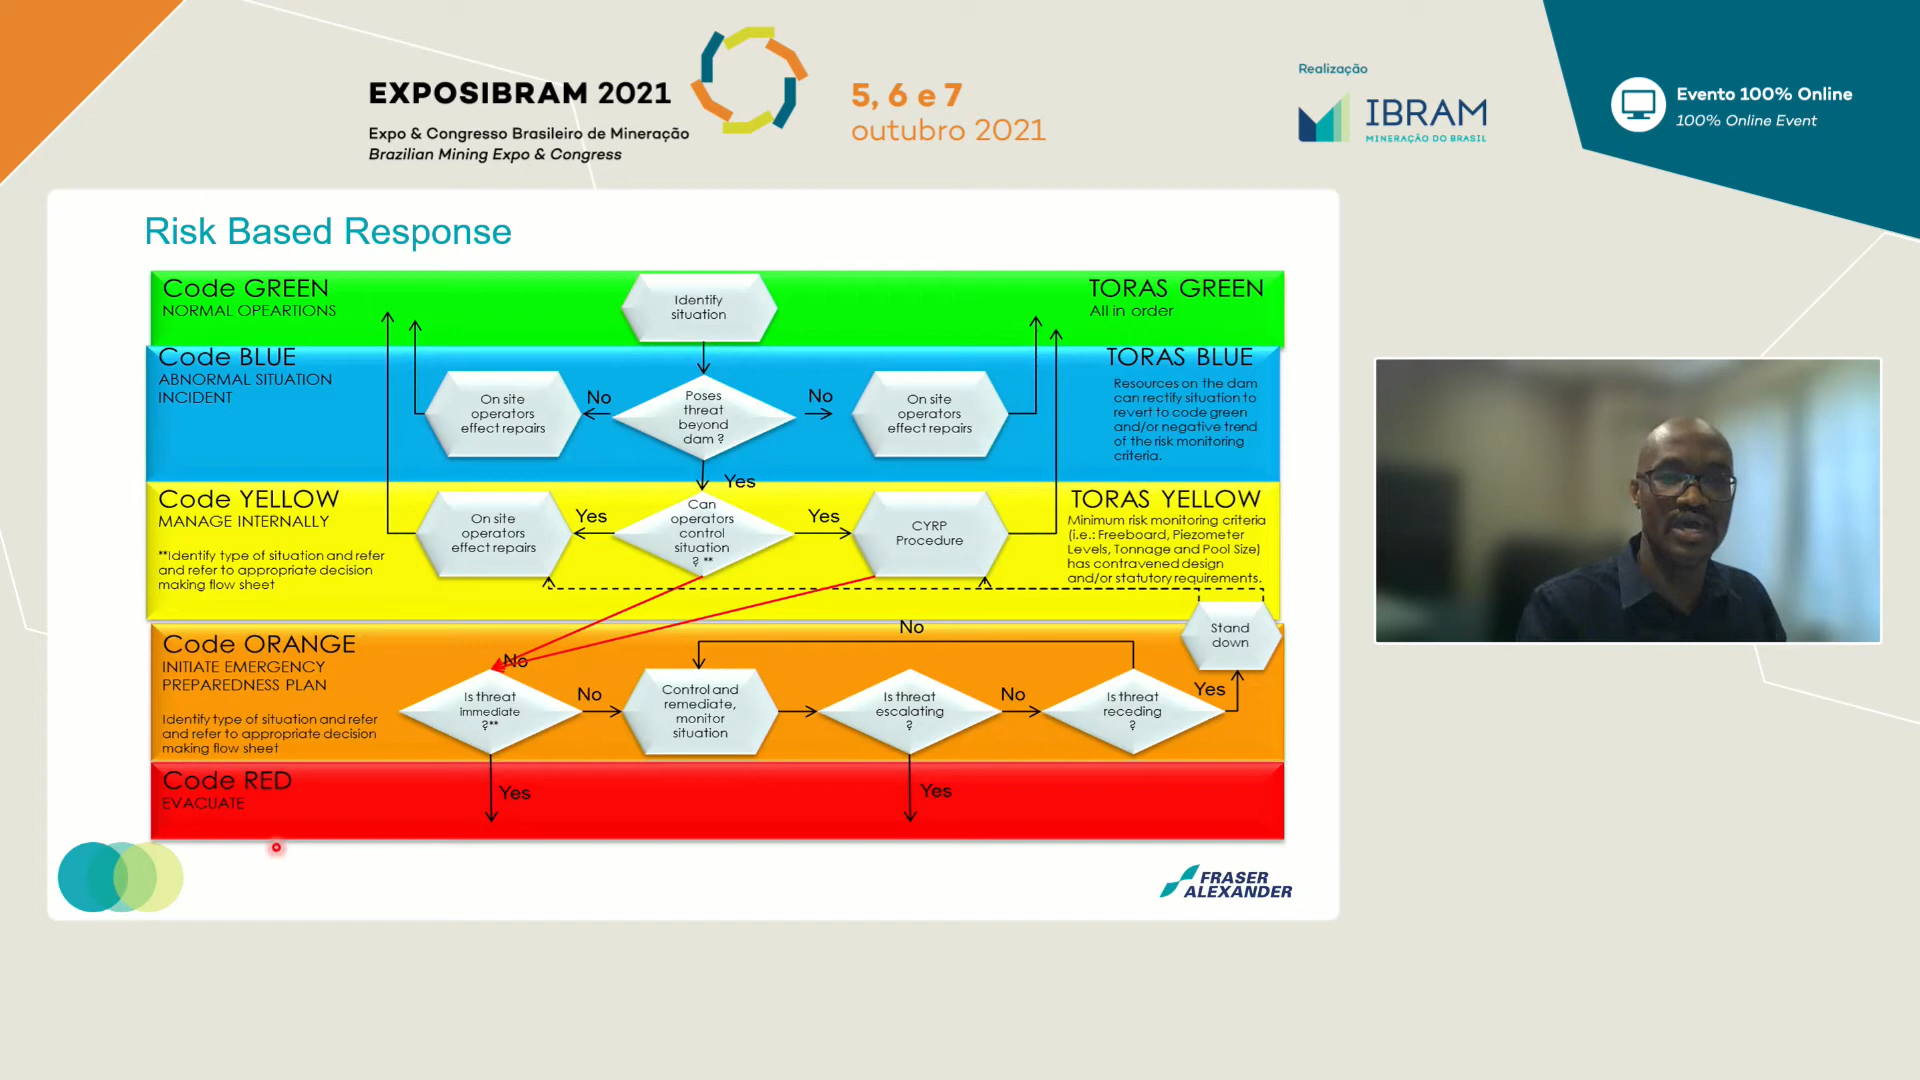 EXPOSIBRAM 2021
Expo & Congresso Brasileiro de Mineração
Brazilian Mining Expo & Congress
5, 6 e 7
outubro 2021
Realização
IBRAM
MINERAÇÃO DO BRASIL
Evento 100% Online
100% Online Event
Risk Based Response
Code GREEN
NORMAL OPEARTIONS
Identify
situation
TORAS GREEN
All in order
Code BLUE
ABNORMAL SITUATION
INCIDENT
On site
operators
effect repairs
No
Poses
threat
beyond
dam ?
No
On site
operators
effect repairs
TORAS BLUE
Resources on the dam
can rectify situation to
revert to code green
and/or negative trend
of the risk monitoring
criteria.
Yes
Code YELLOW
MANAGE INTERNALLY
**Identify type of situation and refer
and refer to appropriate decision
making flow sheet
On site
operators
effect repairs
Yes
Can
operators
control
situation
? **
Yes
CYRP
Procedure
TORAS YELLOW
Minimum risk monitoring criteria
(i.e.: Freeboard, Piezometer
Levels, Tonnage and Pool Size)
has contravened design
and/or statutory requirements.
Code ORANGE
INITIATE EMERGENCY
PREPAREDNESS PLAN
Identify type of situation and refer
and refer to appropriate decision
making flow sheet
No
Is threat
immediate
?**
No
Control and
remediate,
monitor
situation
No
Is threat
escalating
?
No
Is threat
receding
?
Yes
Stand
down
Code RED
EVACUATE
Yes
Yes
FRASER
ALEXANDER